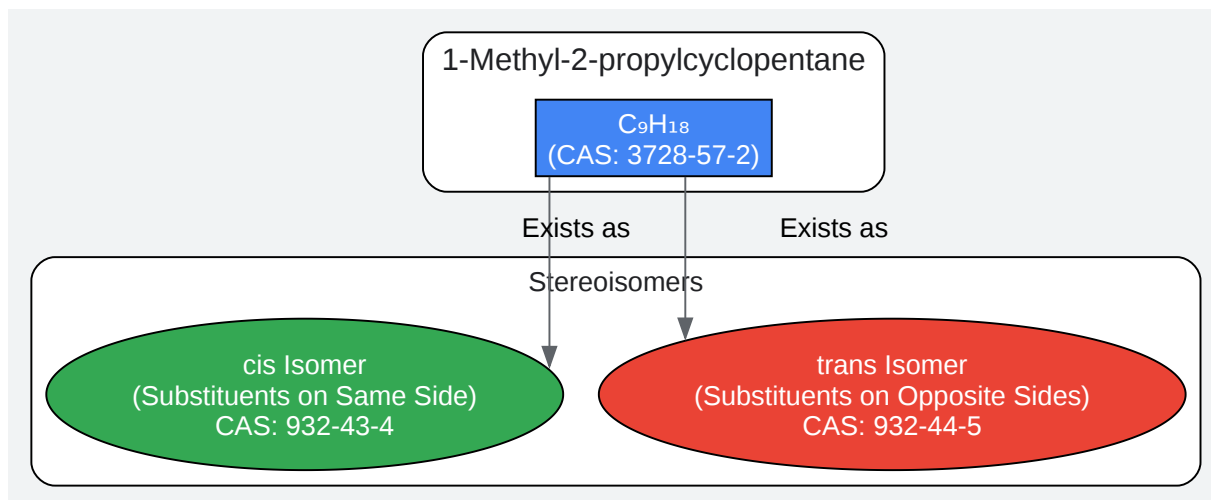 1-Methyl-2-propylcyclopentane
C₉H₁₈
(CAS: 3728-57-2)
Exists as
Exists as
Stereoisomers
cis Isomer
(Substituents on Same Side)
CAS: 932-43-4
trans Isomer
(Substituents on Opposite Sides)
CAS: 932-44-5